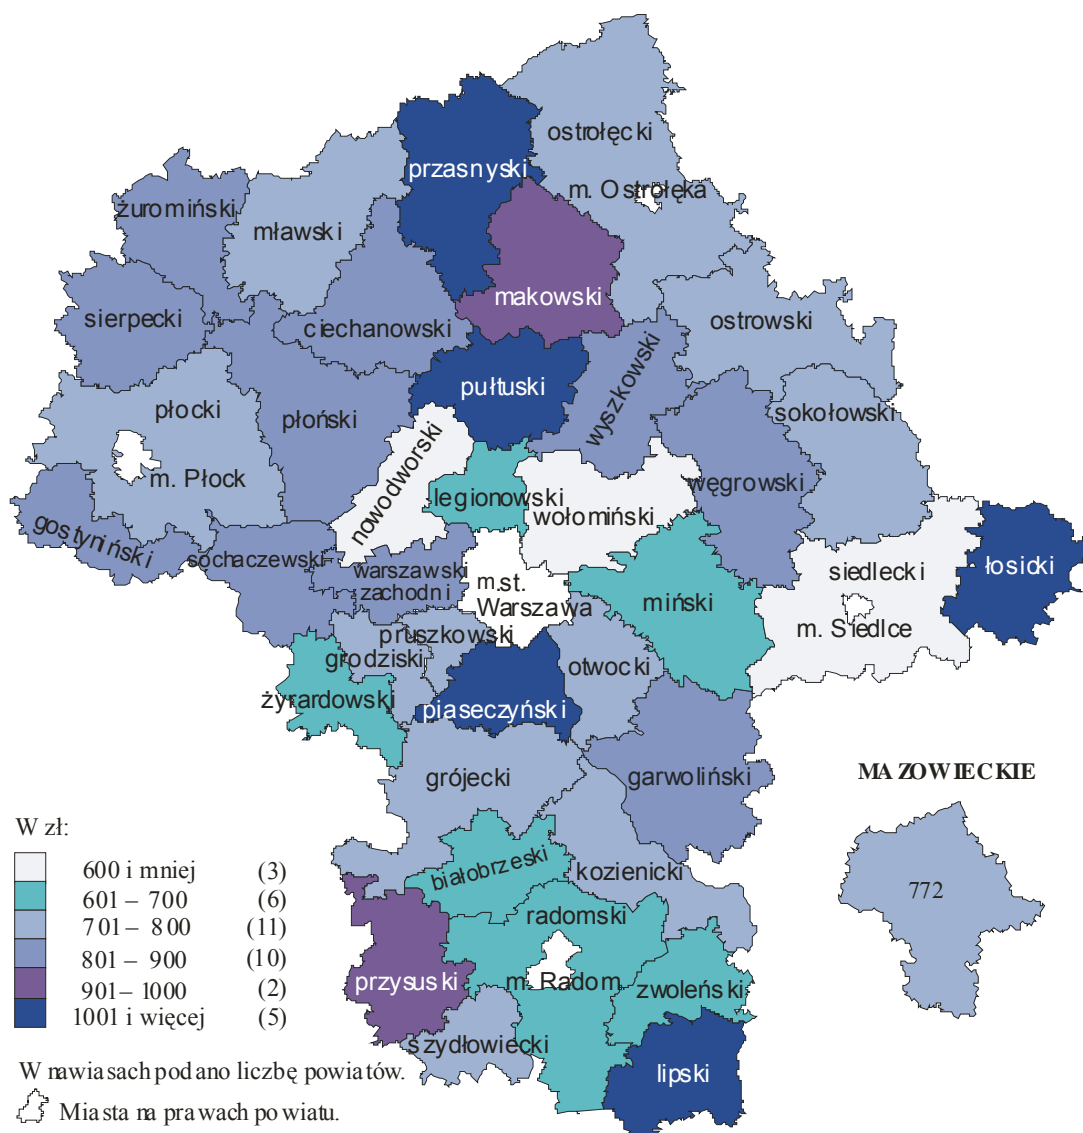 ostrołęcki
przasnyski
m. Ostrołęka
żuromiński
mławski
makowski
sierpecki
ciechanowski
ostrowski
wyszkowski
pułtuski
płocki
płoński
sokołowski
m. Płock
nowodworski
legionowski
węgrowski
wołomiński
gostyniński
sochaczewski
warszawski
zachodni
m.st.
Warszawa
miński
siedlecki
łosicki
m. Siedlce
pruszkowski
grodziski
otwocki
żyrardowski
piaseczyński
grójecki
garwoliński
MAZOWIECKIE
772
W zł:
600 i mniej (3)
601 – 700 (6)
701 – 800 (11)
801 – 900 (10)
901 – 1000 (2)
1001 i więcej (5)
białobrzeski
kozienicki
radomski
przysuski
m. Radom
zwoleński
szydłowiecki
lipski
W nawiasach podano liczbę powiatów.
Miasta na prawach powiatu.